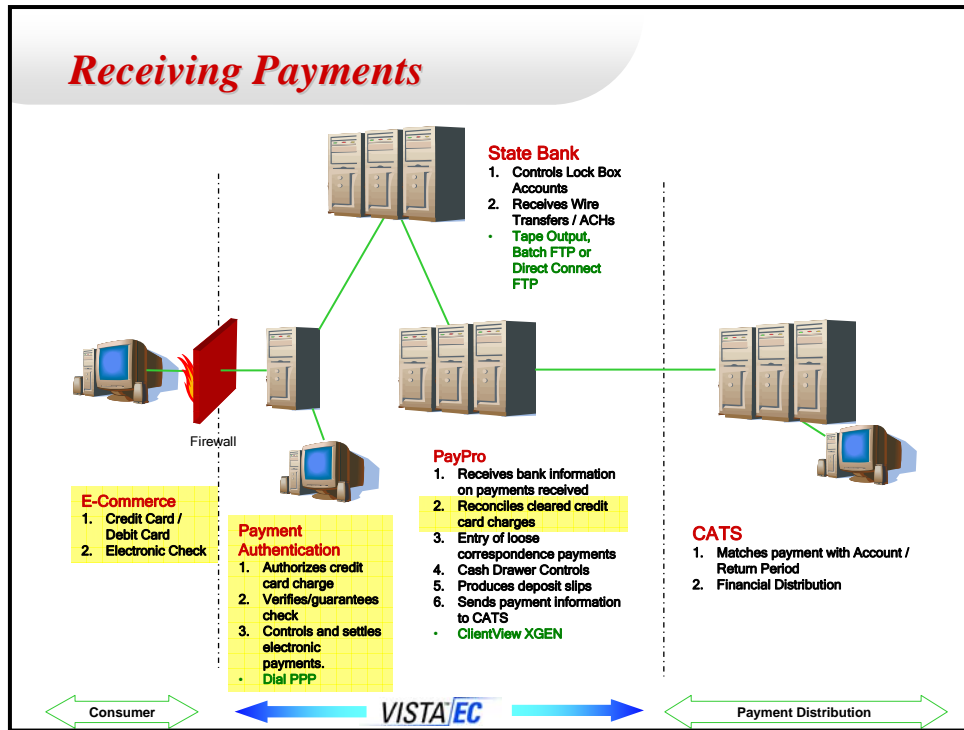 Receiving Payments
State Bank
1. Controls Lock Box
Accounts
2. Receives Wire
Transfers / ACHs
• Tape Output,
Batch FTP or
Direct Connect
FTP
Firewall
E-Commerce
1. Credit Card /
Debit Card
2. Electronic Check
Payment
Authentication
1. Authorizes credit
card charge
2. Verifies/guarantees
check
3. Controls and settles
electronic
payments.
• Dial PPP
PayPro
1. Receives bank information
on payments received
2. Reconciles cleared credit
card charges
3. Entry of loose
correspondence payments
4. Cash Drawer Controls
5. Produces deposit slips
6. Sends payment information
to CATS
• ClientView XGEN
CATS
1. Matches payment with Account /
Return Period
2. Financial Distribution
Consumer
VISTA/EC
Payment Distribution